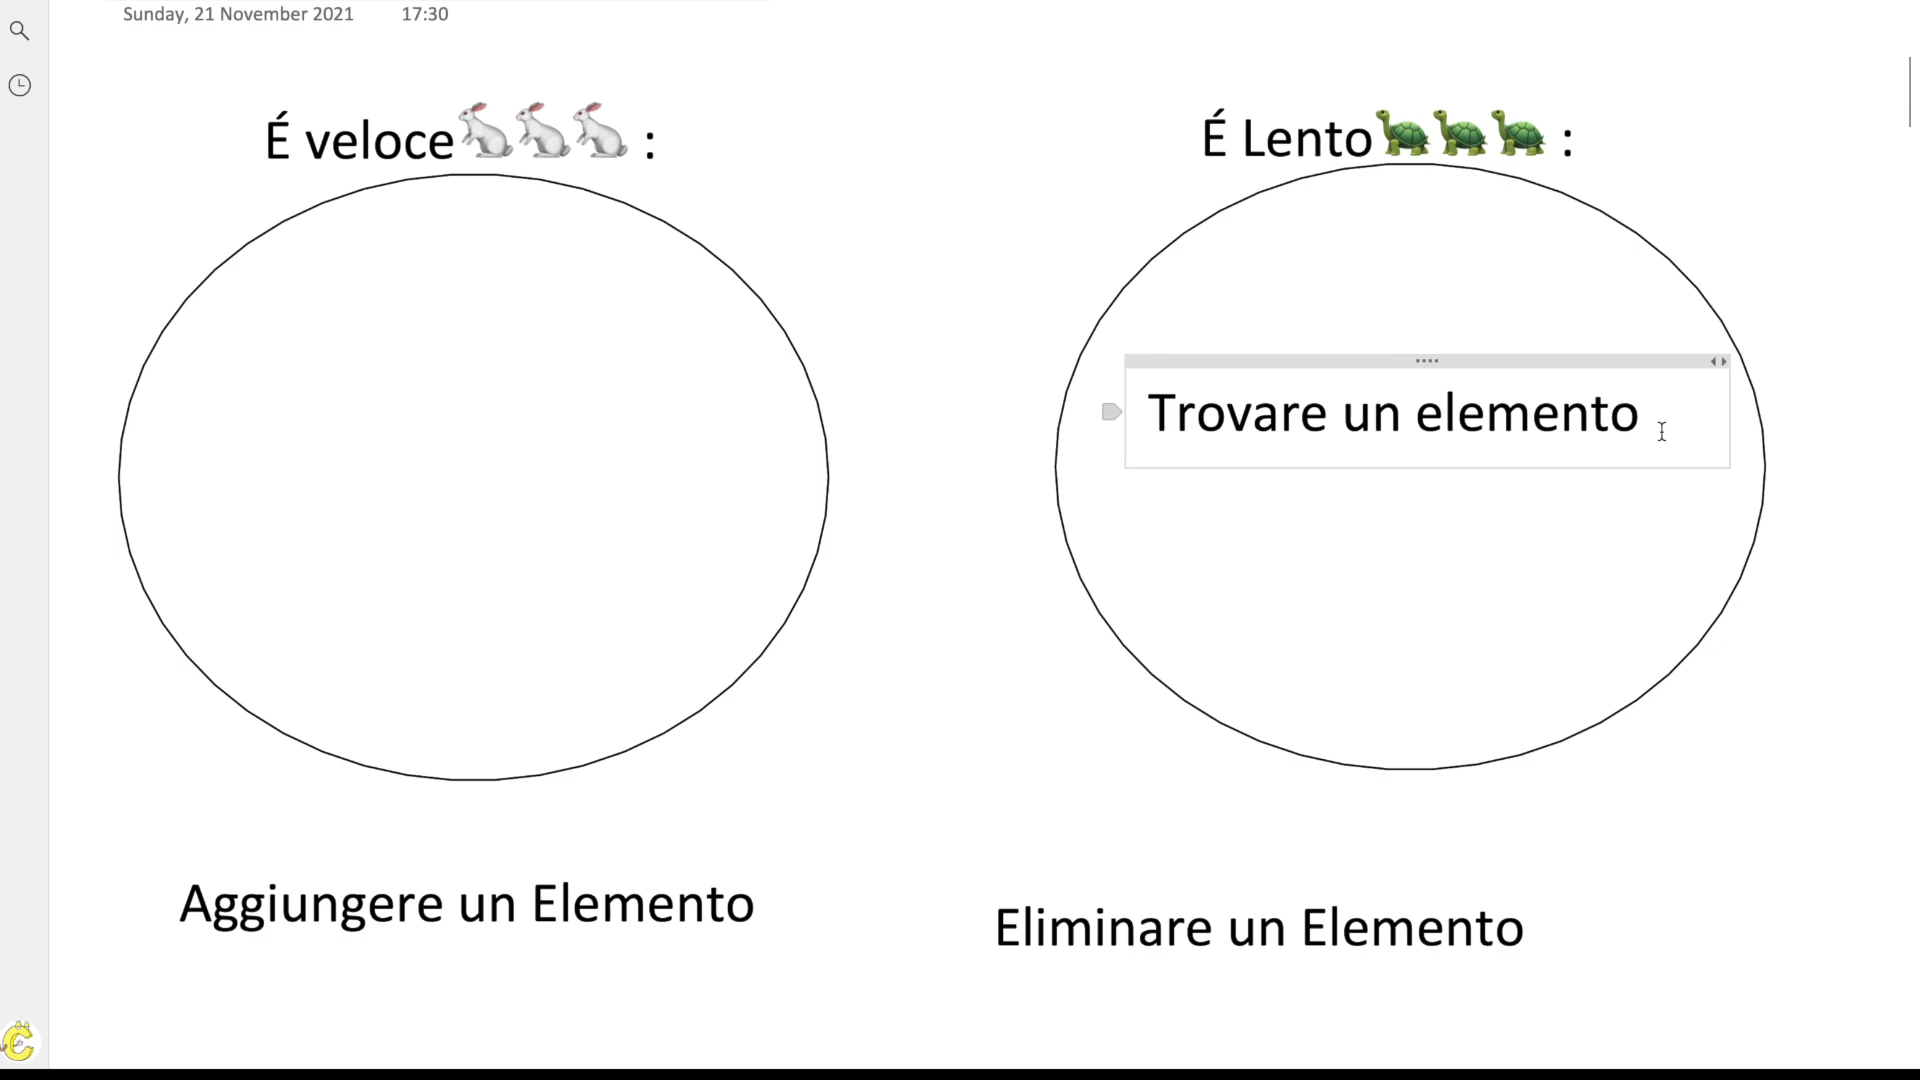 Sunday, 21 November 2021 17:30
É veloce🐇🐇🐇 :
É Lento🐢🐢🐢 :
Trovare un elemento
Aggiungere un Elemento
Eliminare un Elemento